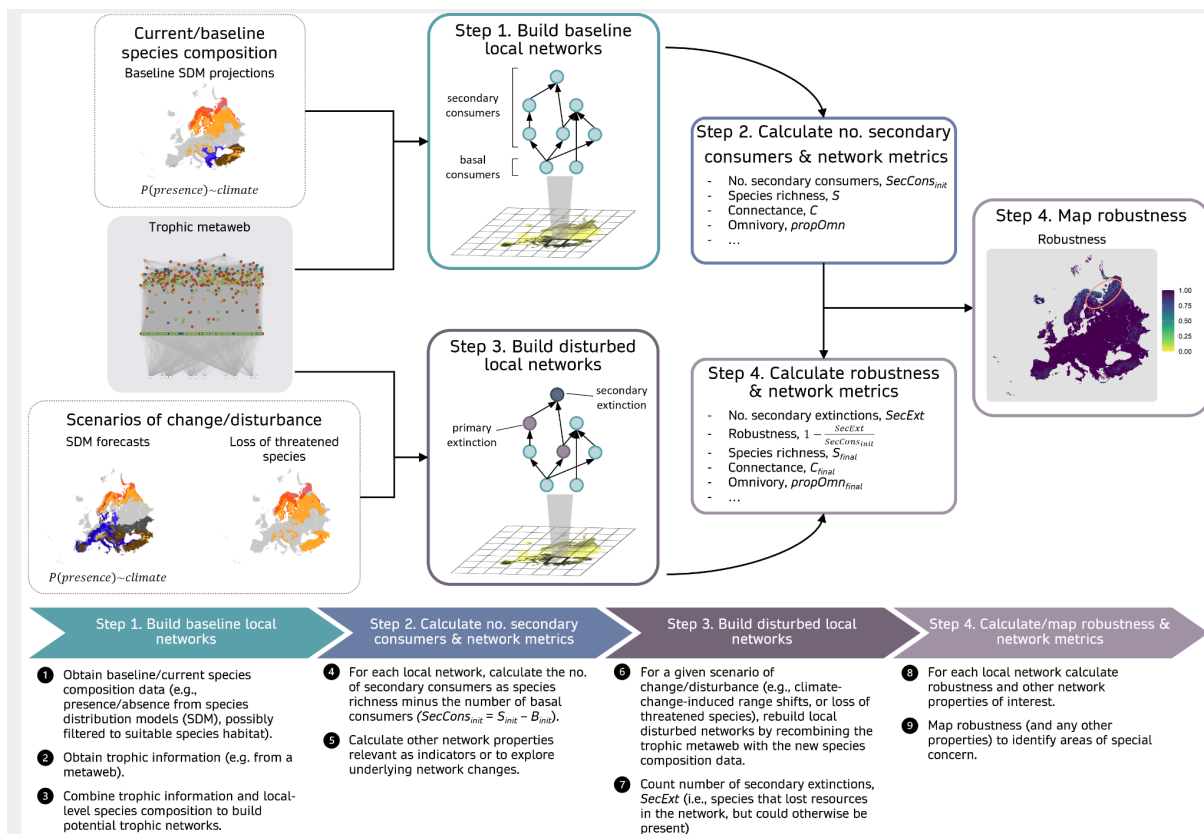 Current/baseline
species composition
Baseline SDM projections
P(presence)~climate
Trophic metaweb
Scenarios of change/disturbance
SDM forecasts
Loss of threatened
species
P(presence)~climate
Step 1. Build baseline
local networks
secondary
consumers
basal
consumers
Step 3. Build disturbed
local networks
secondary
extinction
primary
extinction
Step 2. Calculate no. secondary
consumers & network metrics
- No. secondary consumers, SecCons_init
- Species richness, S
- Connectance, C
- Omnivory, propOmn
- ...
Step 4. Calculate robustness
& network metrics
- No. secondary extinctions, SecExt
- Robustness, 1 − SecExt/SecCons_init
- Species richness, S_final
- Connectance, C_final
- Omnivory, propOmn_final
- ...
Step 4. Map robustness
Robustness
1.00
0.75
0.50
0.25
0.00
Step 1. Build baseline local
networks
1 Obtain baseline/current species
composition data (e.g.,
presence/absence from species
distribution models (SDM), possibly
filtered to suitable species habitat).
2 Obtain trophic information (e.g. from a
metaweb).
3 Combine trophic information and local-
level species composition to build
potential trophic networks.
Step 2. Calculate no. secondary
consumers & network metrics
4 For each local network, calculate the no.
of secondary consumers as species
richness minus the number of basal
consumers (SecCons_init = S_init – B_init).
5 Calculate other network properties
relevant as indicators or to explore
underlying network changes.
Step 3. Build disturbed local
networks
6 For a given scenario of
change/disturbance (e.g., climate-
change-induced range shifts, or loss of
threatened species), rebuild local
disturbed networks by recombining the
trophic metaweb with the new species
composition data.
7 Count number of secondary extinctions,
SecExt (i.e., species that lost resources
in the network, but could otherwise be
present)
Step 4. Calculate/map robustness &
network metrics
8 For each local network calculate
robustness and other network
properties of interest.
9 Map robustness (and any other
properties) to identify areas of special
concern.